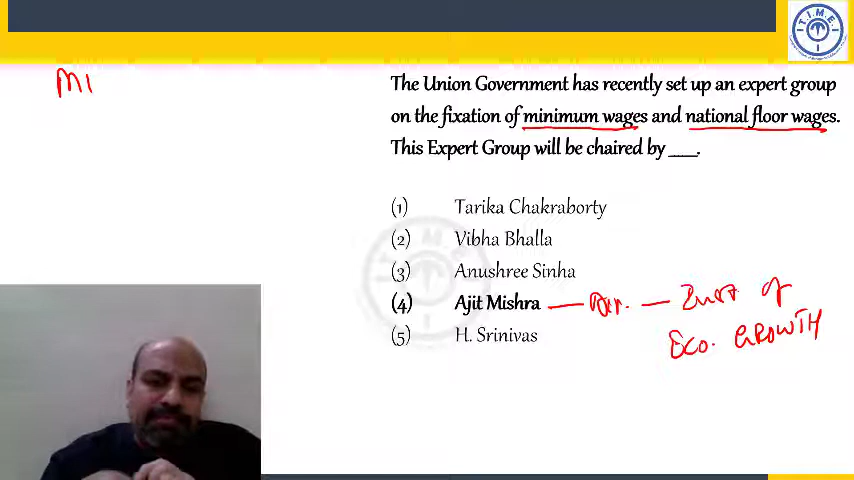 T.I.M.E.
MI
The Union Government has recently set up an expert group
on the fixation of minimum wages and national floor wages.
This Expert Group will be chaired by ____.
(1) Tarika Chakraborty
(2) Vibha Bhalla
(3) Anushree Sinha
(4) Ajit Mishra — Dir. — Inst. of
Eco. GROWTH
(5) H. Srinivas